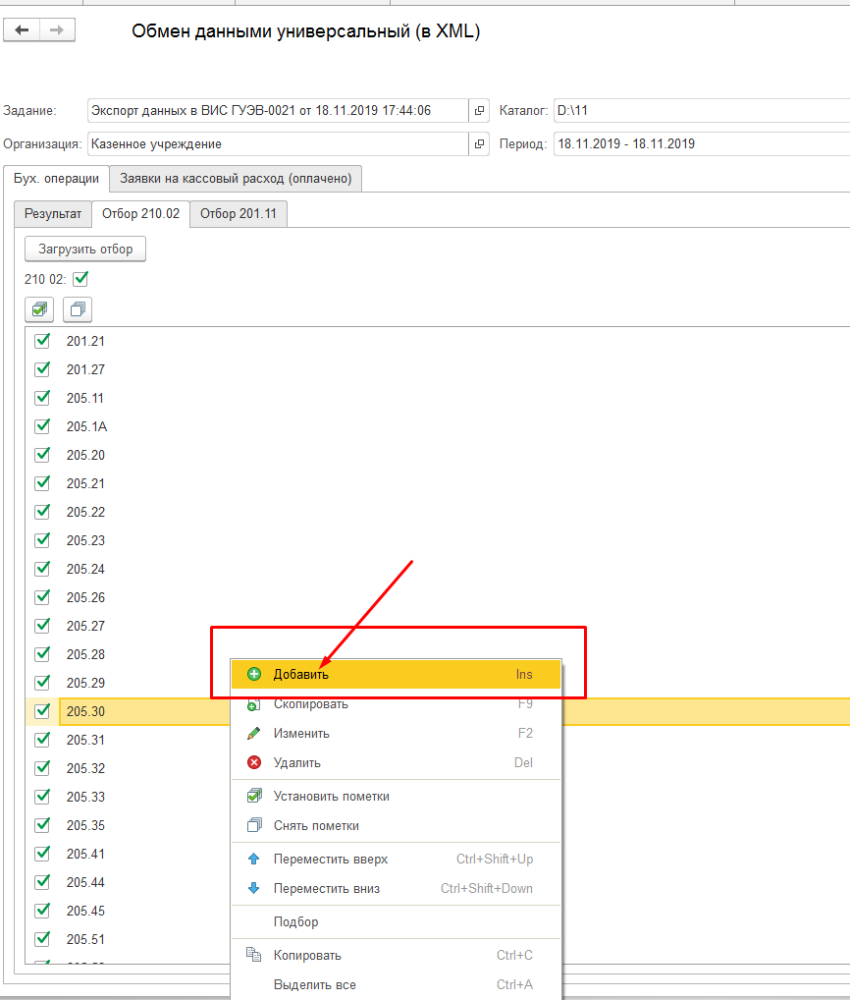 Обмен данными универсальный (в XML)
Задание: Экспорт данных в ВИС ГУЭВ-0021 от 18.11.2019 17:44:06 Каталог: D:\11
Организация: Казенное учреждение Период: 18.11.2019 - 18.11.2019
Бух. операции Заявки на кассовый расход (оплачено)
Результат Отбор 210.02 Отбор 201.11
Загрузить отбор
210 02:
201.21
201.27
205.11
205.1А
205.20
205.21
205.22
205.23
205.24
205.26
205.27
205.28
205.29
205.30
205.31
205.32
205.33
205.35
205.41
205.44
205.45
205.51
Добавить Ins
Скопировать F9
Изменить F2
Удалить Del
Установить пометки
Снять пометки
Переместить вверх Ctrl+Shift+Up
Переместить вниз Ctrl+Shift+Down
Подбор
Копировать Ctrl+C
Выделить все Ctrl+A